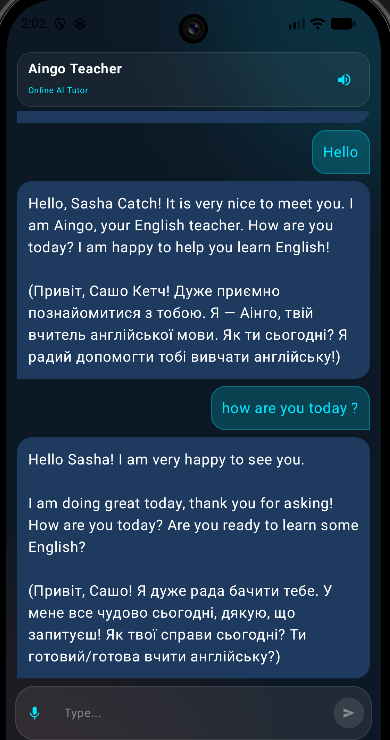 2:02
Aingo Teacher
Online AI Tutor
Hello
Hello, Sasha Catch! It is very nice to meet you. I
am Aingo, your English teacher. How are you
today? I am happy to help you learn English!
(Привіт, Сашо Кетч! Дуже приємно
познайомитися з тобою. Я — Аінго, твій
вчитель англійської мови. Як ти сьогодні? Я
радий допомогти тобі вивчати англійську!)
how are you today ?
Hello Sasha! I am very happy to see you.
I am doing great today, thank you for asking!
How are you today? Are you ready to learn some
English?
(Привіт, Сашо! Я дуже рада бачити тебе. У
мене все чудово сьогодні, дякую, що
запитуєш! Як твої справи сьогодні? Ти
готовий/готова вчити англійську?)
Type...